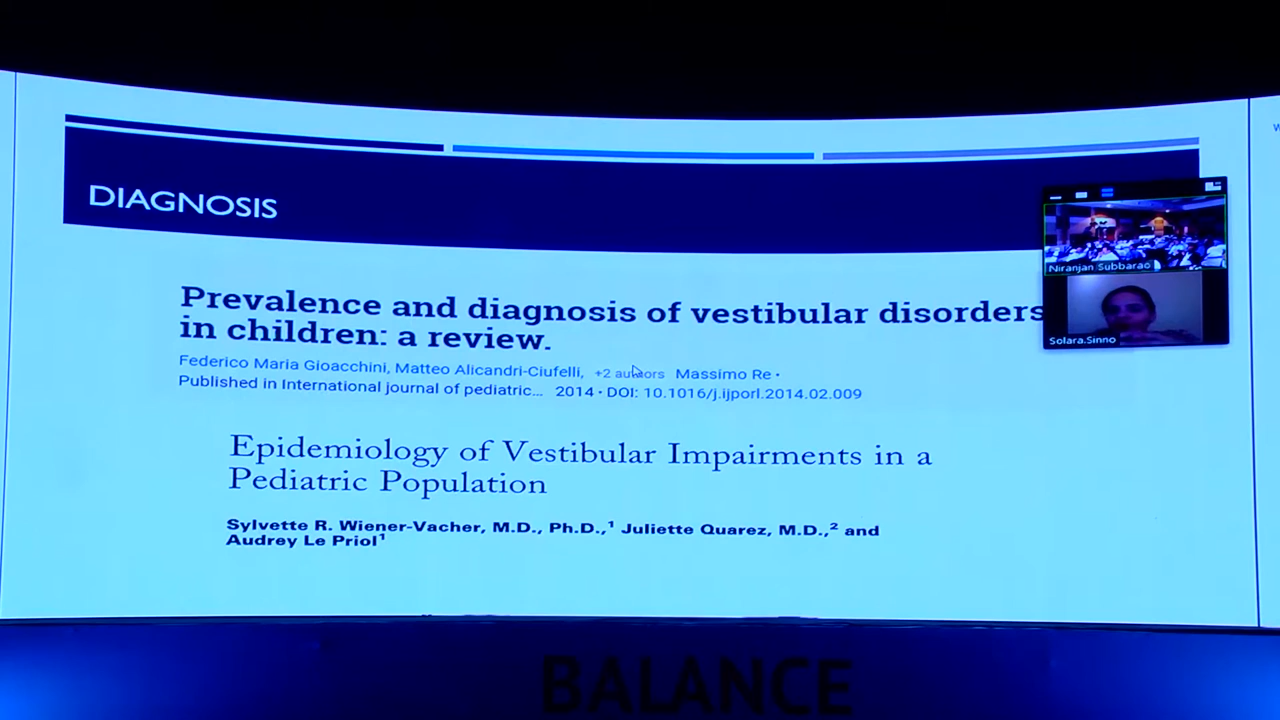 DIAGNOSIS
Prevalence and diagnosis of vestibular disorders
in children: a review.
Federico Maria Gioacchini, Matteo Alicandri-Ciufelli, +2 authors Massimo Re •
Published in International journal of pediatric... 2014 · DOI: 10.1016/j.ijporl.2014.02.009
Epidemiology of Vestibular Impairments in a
Pediatric Population
Sylvette R. Wiener-Vacher, M.D., Ph.D.,¹ Juliette Quarez, M.D.,² and
Audrey Le Priol¹
Niranjan Subbarao
Solara.Sinno
BALANCE